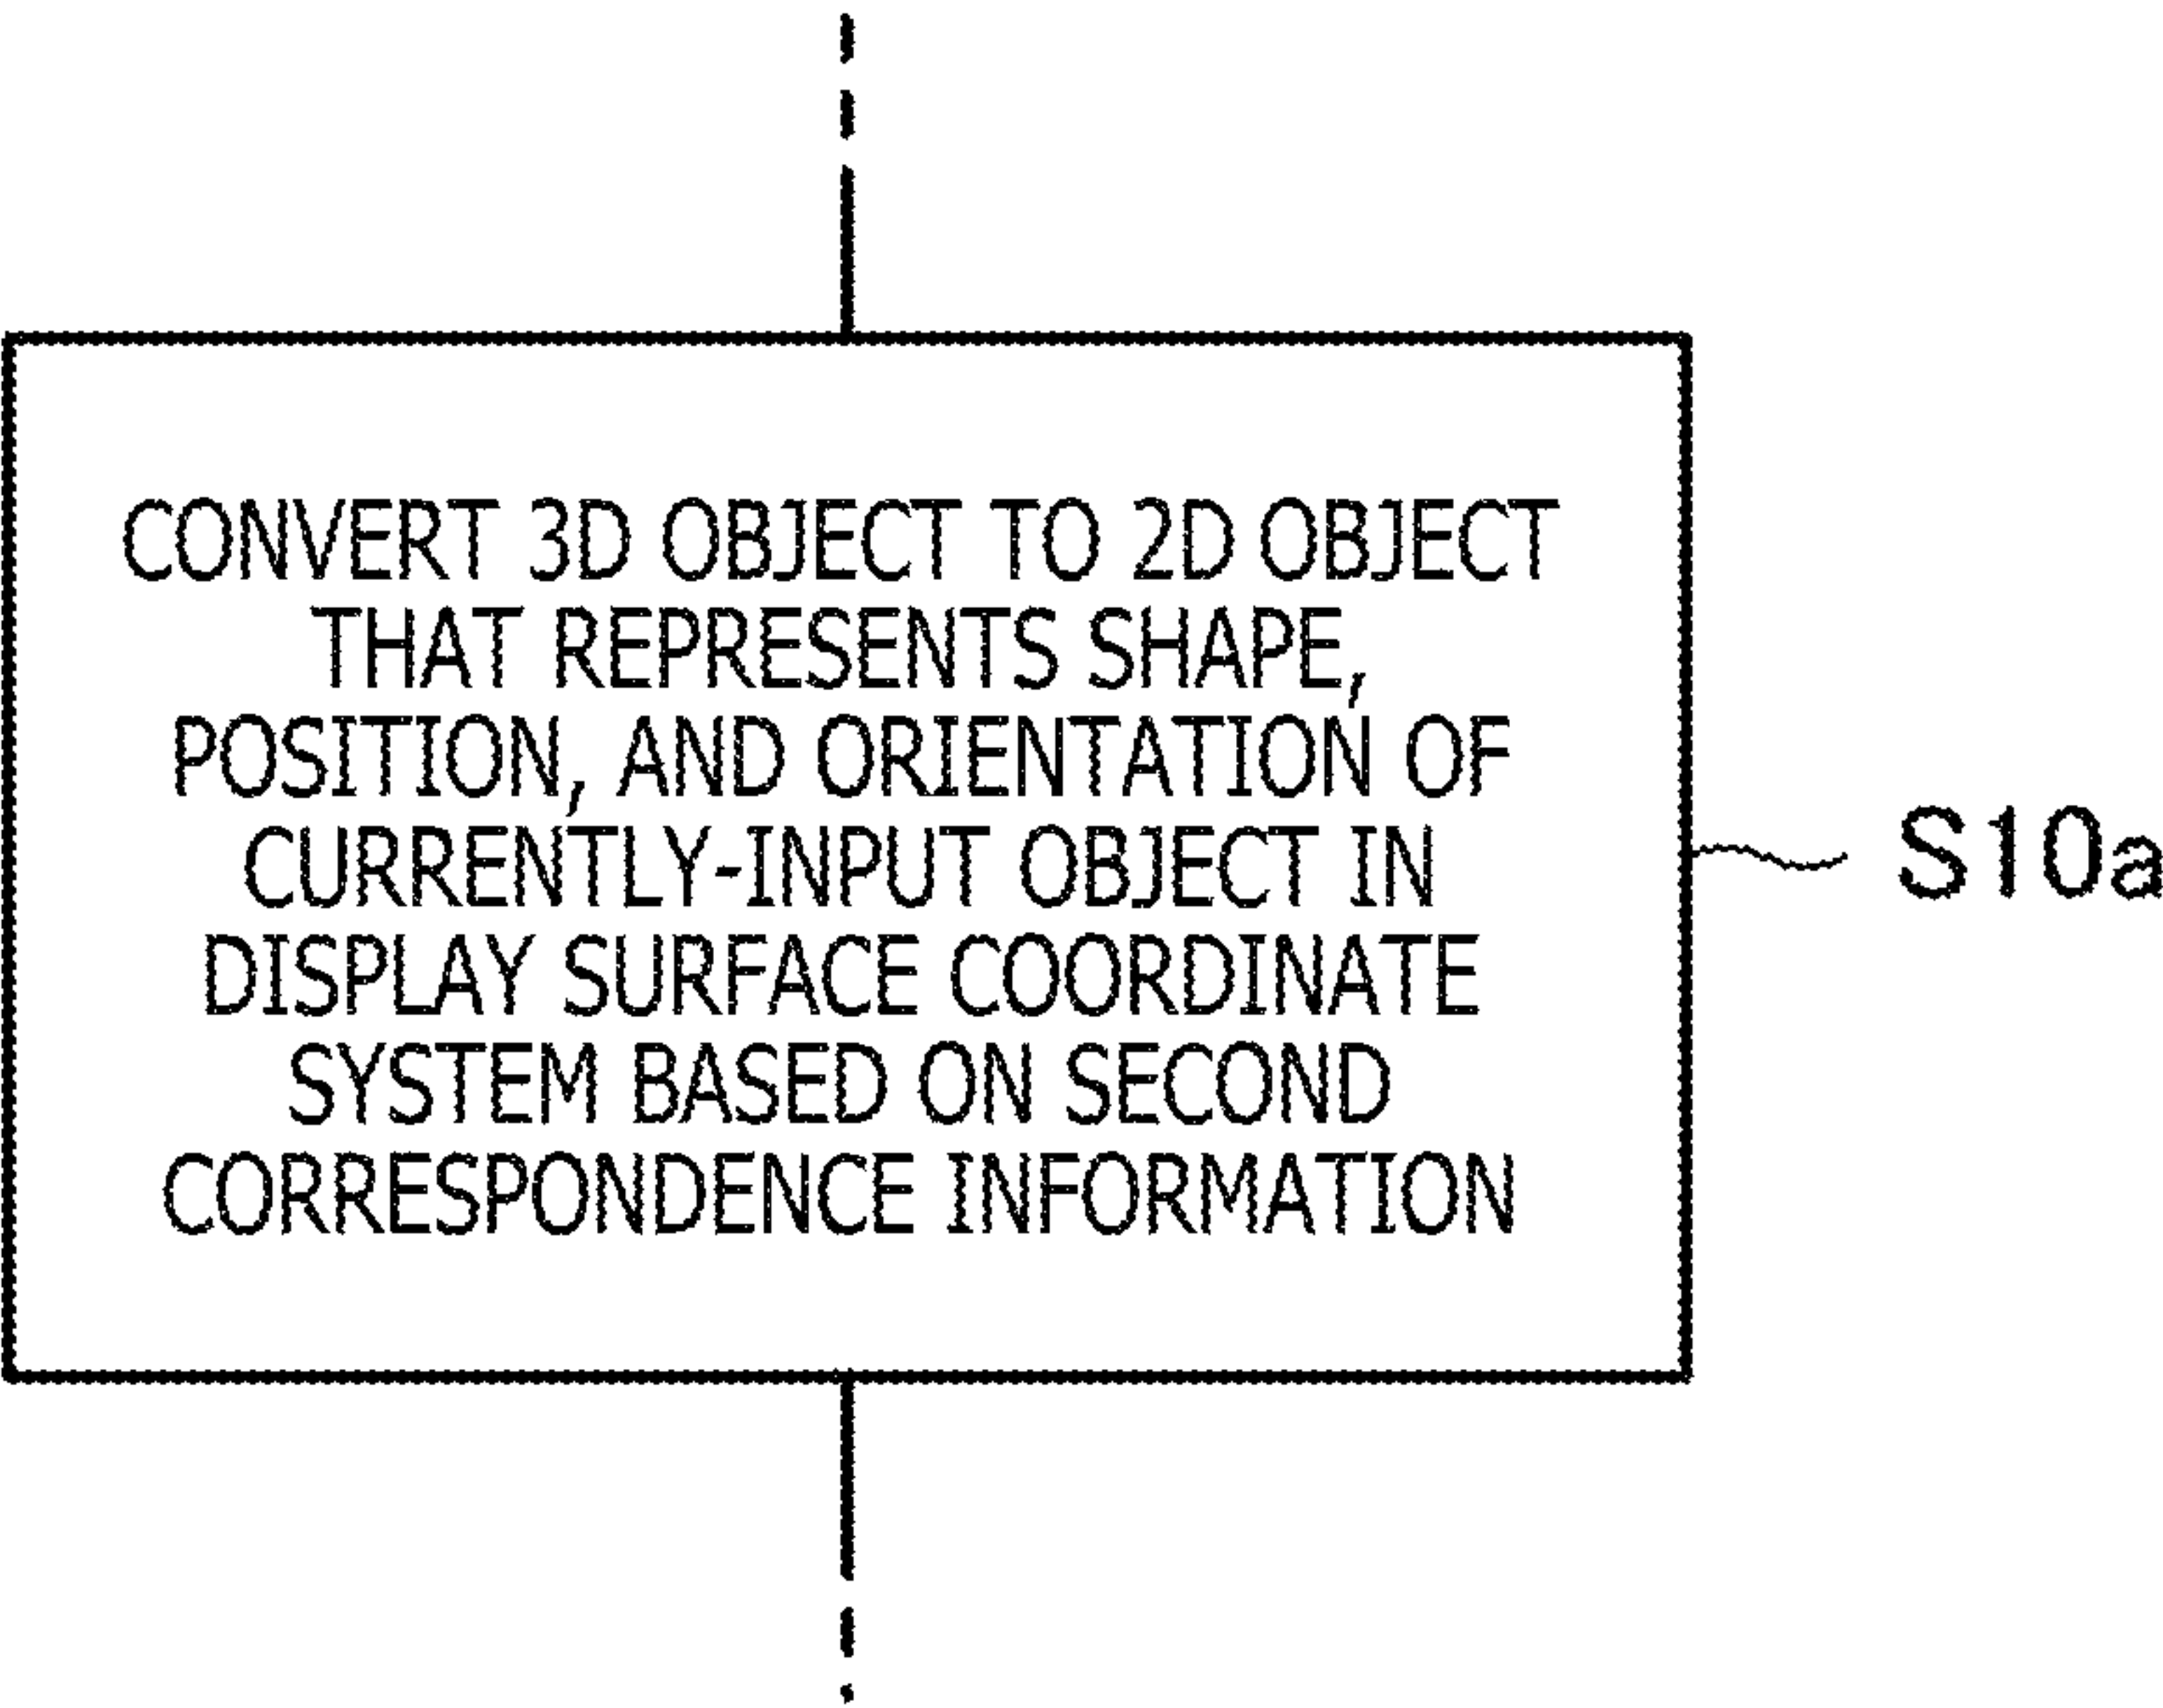 CONVERT 3D OBJECT TO 2D OBJECT
THAT REPRESENTS SHAPE,
POSITION, AND ORIENTATION OF
CURRENTLY-INPUT OBJECT IN
DISPLAY SURFACE COORDINATE
SYSTEM BASED ON SECOND
CORRESPONDENCE INFORMATION
S10a